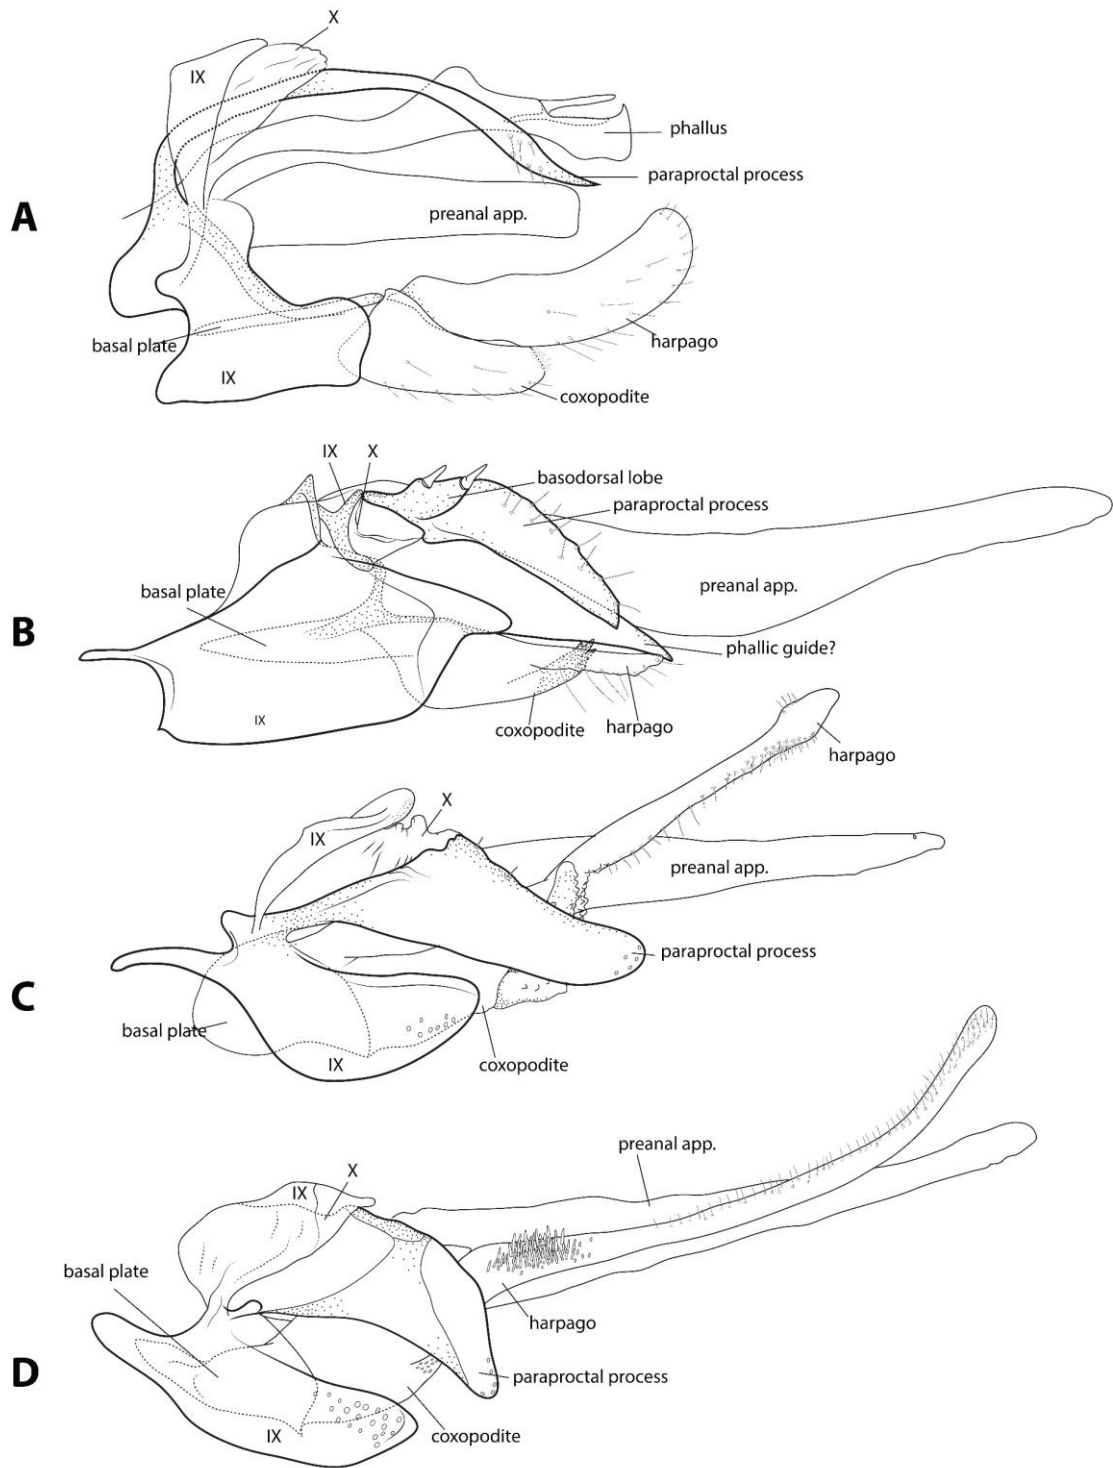 X
IX
phallus
paraproctal process
A
preanal app.
basal plate
harpago
IX
coxopodite
IX
X
basodorsal lobe
paraproctal process
basal plate
preanal app.
B
phallic guide?
IX
coxopodite
harpago
harpago
X
IX
preanal app.
paraproctal process
C
basal plate
IX
coxopodite
preanal app.
X
IX
basal plate
harpago
D
paraproctal process
IX
coxopodite